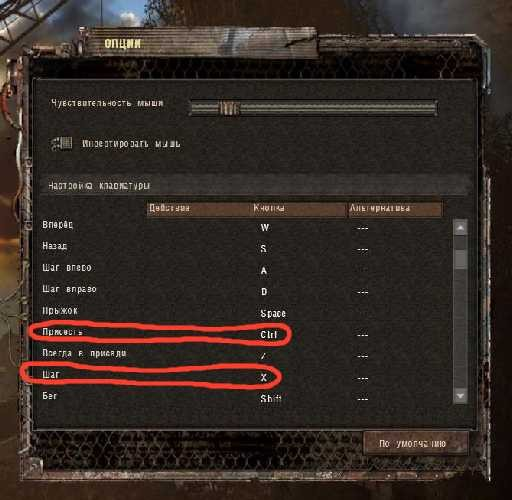 опции
Чувствительность мыши
Инвертировать мышь
Настройка клавиатуры
Действие Кнопка Альтернатива
Вперёд W ---
Назад S ---
Шаг влево A ---
Шаг вправо D ---
Прыжок Space
Присесть Ctrl ---
Всегда в присяди Z ---
Шаг X ---
Бег Shift ---
По умолчанию